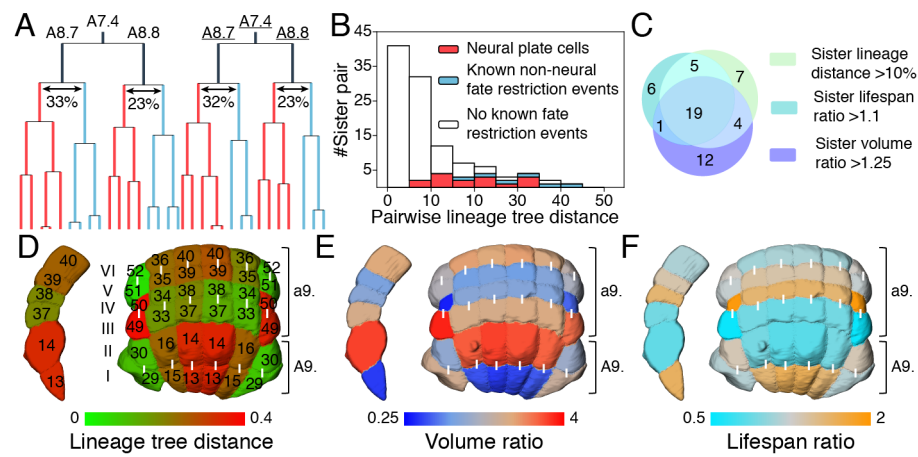 A
A7.4
A8.7
A8.8
A7.4
A8.7
A8.8
33%
23%
32%
23%
B
#Sister pair
45
35
25
15
5
0
10
10
20
30
40
50
Neural plate cells
Known non-neural
fate restriction events
No known fate
restriction events
Pairwise lineage tree distance
C
5
7
6
19
1
4
12
Sister lineage
distance >10%
Sister lifespan
ratio >1.1
Sister volume
ratio >1.25
D
40
39
38
37
14
13
VI
V
IV
III
II
I
36 40 40 36
52 35 39 39 35 52
51 34 38 38 34 51
50 33 37 37 33 50
49 49
16 14 14 16
30 30
29 15 13 13 15 29
a9.
A9.
0
0.4
Lineage tree distance
E
0.25
4
Volume ratio
F
a9.
A9.
0.5
2
Lifespan ratio